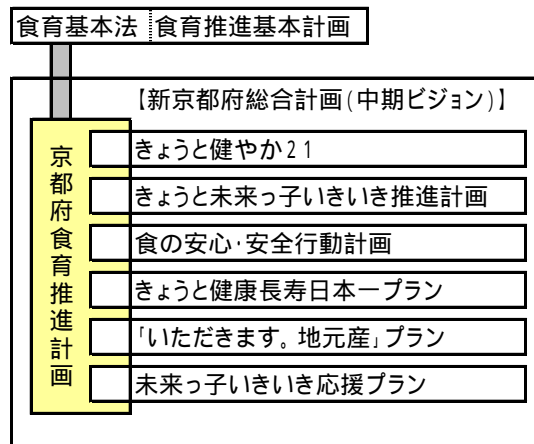 食育基本法 食育推進基本計画
【新京都府総合計画(中期ビジョン)】
京都府食育推進計画
きょうと健やか21
きょうと未来っ子いきいき推進計画
食の安心・安全行動計画
きょうと健康長寿日本一プラン
「いただきます。地元産」プラン
未来っ子いきいき応援プラン